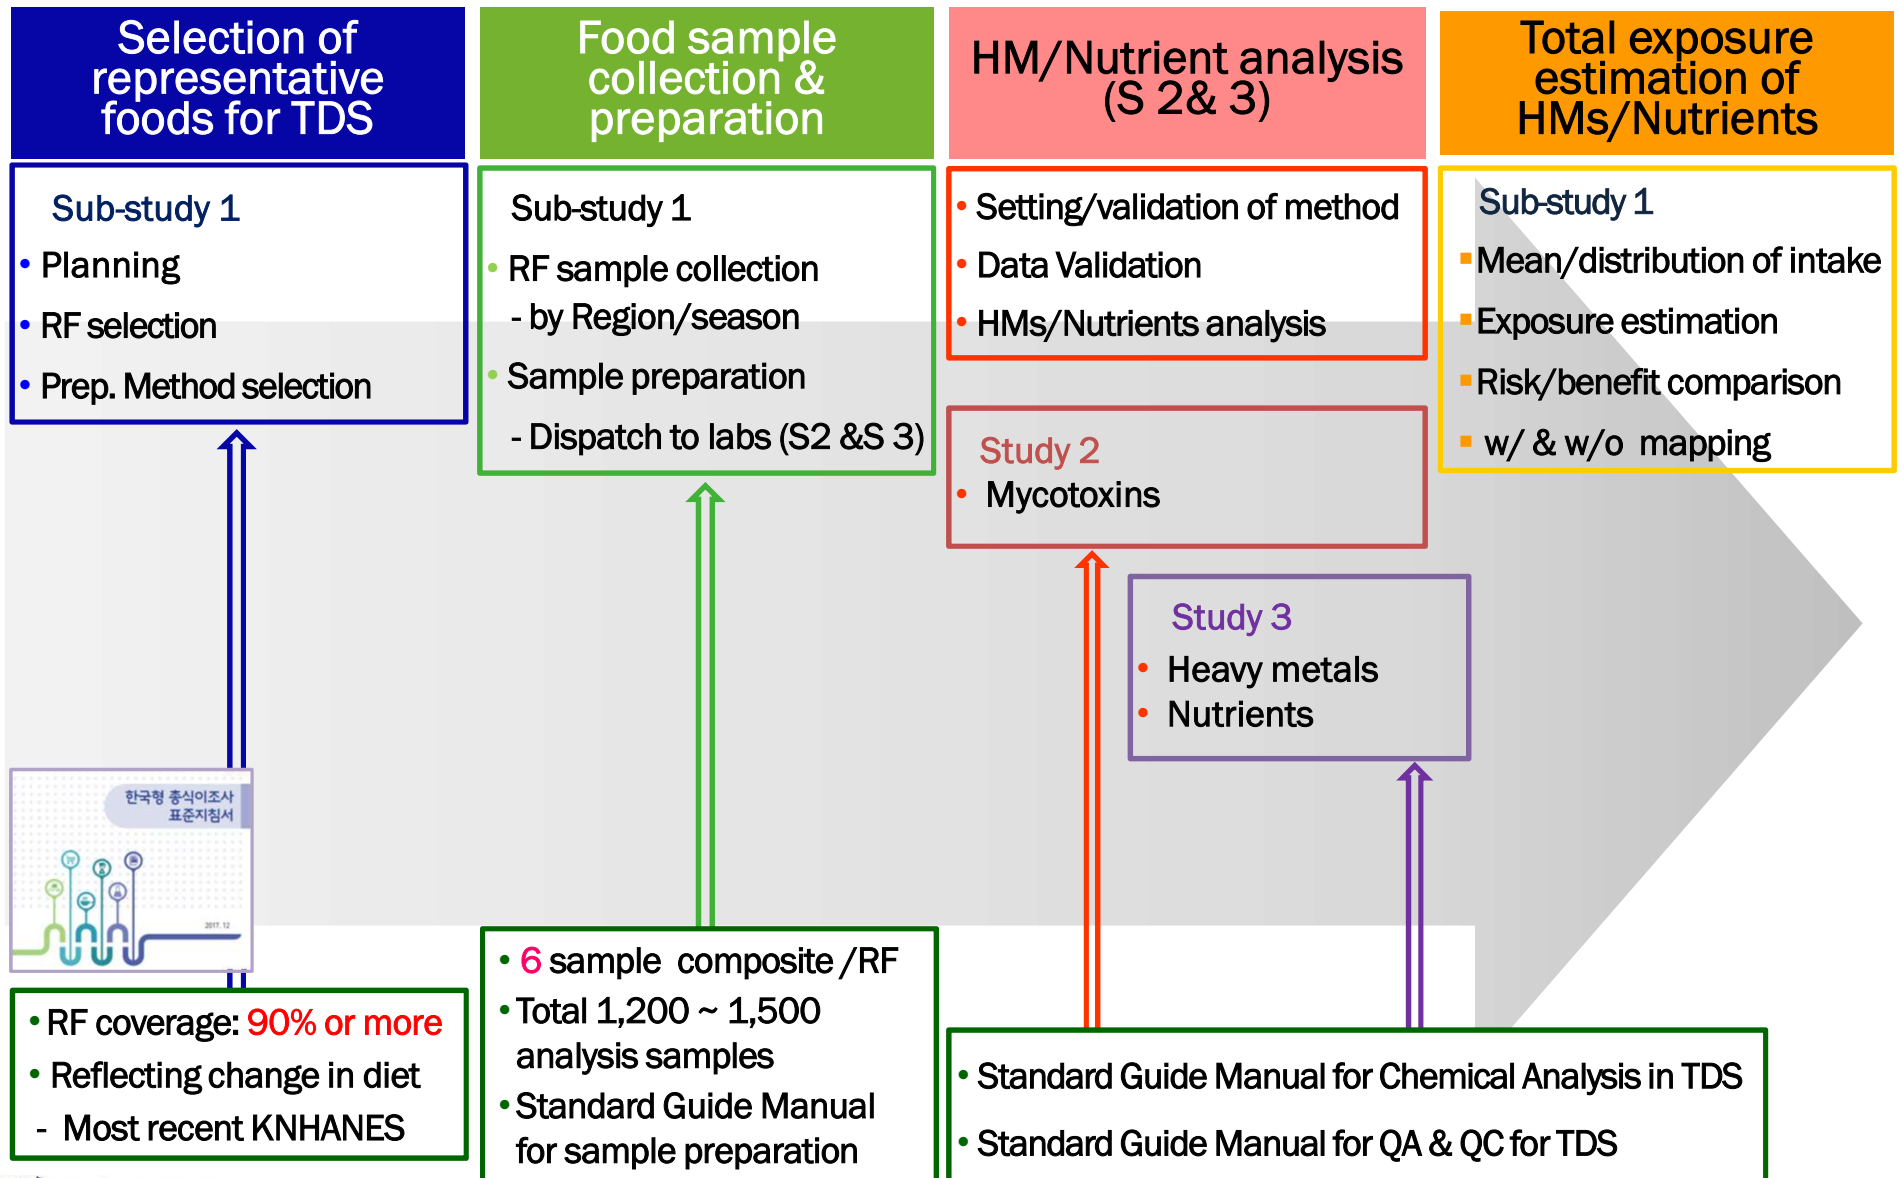 Selection of
representative
foods for TDS
Sub-study 1
• Planning
• RF selection
• Prep. Method selection
한국형 총식이조사
표준지침서
2017. 12
• RF coverage: 90% or more
• Reflecting change in diet
- Most recent KNHANES
Food sample
collection &
preparation
Sub-study 1
• RF sample collection
- by Region/season
• Sample preparation
- Dispatch to labs (S2 &S 3)
• 6 sample composite /RF
• Total 1,200 ~ 1,500
analysis samples
• Standard Guide Manual
for sample preparation
HM/Nutrient analysis
(S 2& 3)
• Setting/validation of method
• Data Validation
• HMs/Nutrients analysis
Study 2
• Mycotoxins
Study 3
• Heavy metals
• Nutrients
• Standard Guide Manual for Chemical Analysis in TDS
• Standard Guide Manual for QA & QC for TDS
Total exposure
estimation of
HMs/Nutrients
Sub-study 1
▪ Mean/distribution of intake
▪ Exposure estimation
▪ Risk/benefit comparison
▪ w/ & w/o mapping